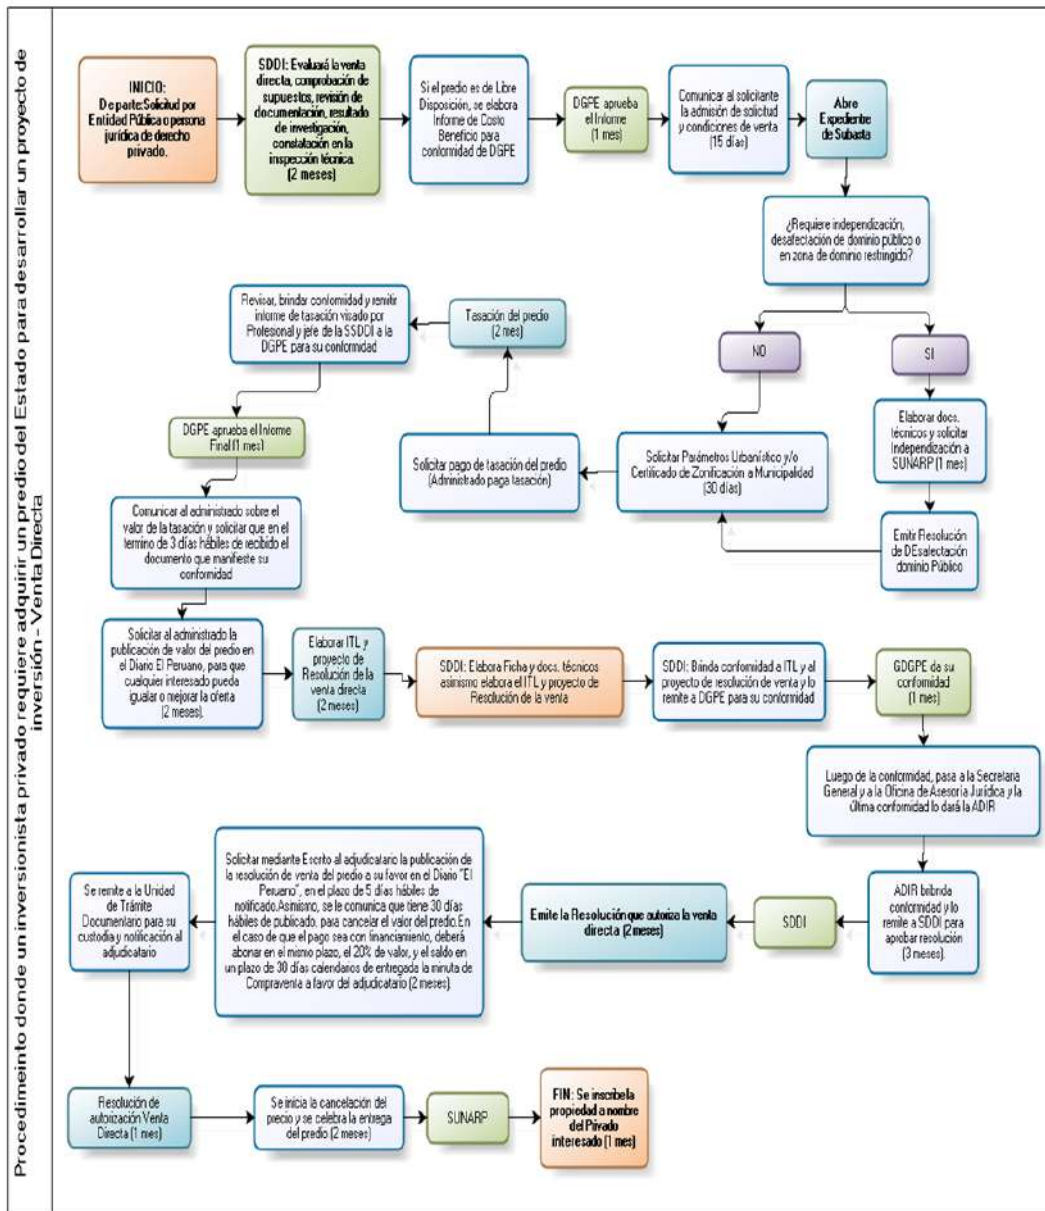 Procedimeinto donde un inversionista privado requiere adquirir un predio del Estado para desarrollar un proyecto de
inversión - Venta Directa
INICIO:
De parte:Solicitud por
Entidad Pública o persona
jurídica de derecho
privado.
SDDI: Evaluará la venta
directa, comprobación de
supuestos, revisión de
documentación, resultado
de investigación,
constatación en la
inspección técnica.
(2 meses)
Si el predio es de Libre
Disposición, se elabora
Informe de Costo
Beneficio para
conformidad de DGPE
DGPE aprueba
el Informe
(1 mes)
Comunicar al solicitante
la admisión de solicitud
y condiciones de venta
(15 días)
Abre
Expediente
de Subasta
¿Requiere independización,
desafectación de dominio público o
en zona de dominio restringido?
NO
SI
Elaborar docs.
técnicos y solicitar
Independización a
SUNARP (1 mes)
Emitir Resolución
de DEsafectación
dominio Público
Solicitar Parámetros Urbanístico y/o
Certificado de Zonificación a Municipalidad
(30 días)
Solicitar pago de tasación del predio
(Administrado paga tasación)
Tasación del predio
(2 mes)
Revisar, brindar conformidad y remitir
informe de tasación visado por
Profesional y jefe de la SSDDI a la
DGPE para su conformidad
DGPE aprueba el Informe
Final (1 mes)
Comunicar al administrado sobre el
valor de la tasación y solicitar que en el
termino de 3 días hábiles de recibido el
documento que manifieste su
conformidad
Solicitar al administrado la
publicación de valor del predio en
el Diario El Peruano, para que
cualquier interesado pueda
igualar o mejorar la oferta
(2 meses).
Elaborar ITL y
proyecto de
Resolución de la
venta directa
(2 meses)
SDDI: Elabora Ficha y docs. técnicos
asimismo elabora el ITL y proyecto de
Resolución de la venta
SDDI: Brinda conformidad a ITL y al
proyecto de resolución de venta y lo
remite a DGPE para su conformidad
GDGPE da su
conformidad
(1 mes)
Luego de la conformidad, pasa a la Secretaria
General y a la Oficina de Asesoria Jurídica y la
última conformidad lo dará la ADIR
ADIR bribnda
conformidad y lo
remite a SDDI para
aprobar resolución
(3 meses).
SDDI
Emite la Resolución que autoriza la venta
directa (2 meses)
Solicitar mediante Escrito al adjudicatario la publicación de
la resolución de venta del predio a su favor en el Diario "El
Peruano", en el plazo de 5 días hábiles de
notificado.Asimismo, se le comunica que tiene 30 días
hábiles de publicado, para cancelar el valor del predio.En
el caso de que el pago sea con financiamiento, deberá
abonar en el mismo plazo, el 20% de valor, y el saldo en
un plazo de 30 días calendarios de entregada la minuta de
Compraventa a favor del adjudicatario (2 meses).
Se remite a la Unidad de
Trámite
Documentario para su
custodia y notificación al
adjudicatario
Resolución de
autorización Venta
Directa (1 mes)
Se inicia la cancelación del
precio y se celebra la
entrega del predio (2 meses)
SUNARP
FIN: Se inscribe la
propiedad a nombre
del Privado
interesado (1 mes)